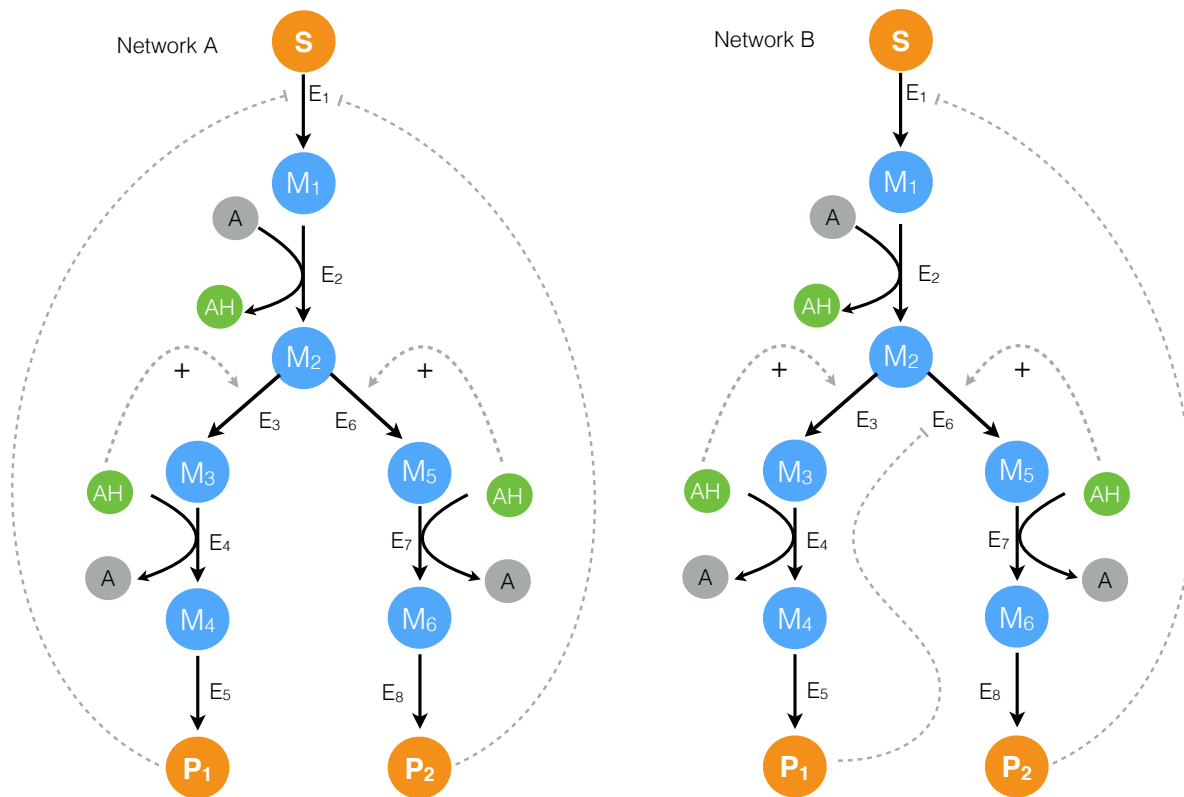 Network A
S
E1
M1
A
E2
AH
M2
+
+
E3
E6
M3
M5
AH
AH
E4
E7
A
A
M4
M6
E5
E8
P1
P2
Network B
S
E1
M1
A
E2
AH
M2
+
+
E3
E6
M3
M5
AH
AH
E4
E7
A
A
M4
M6
E5
E8
P1
P2